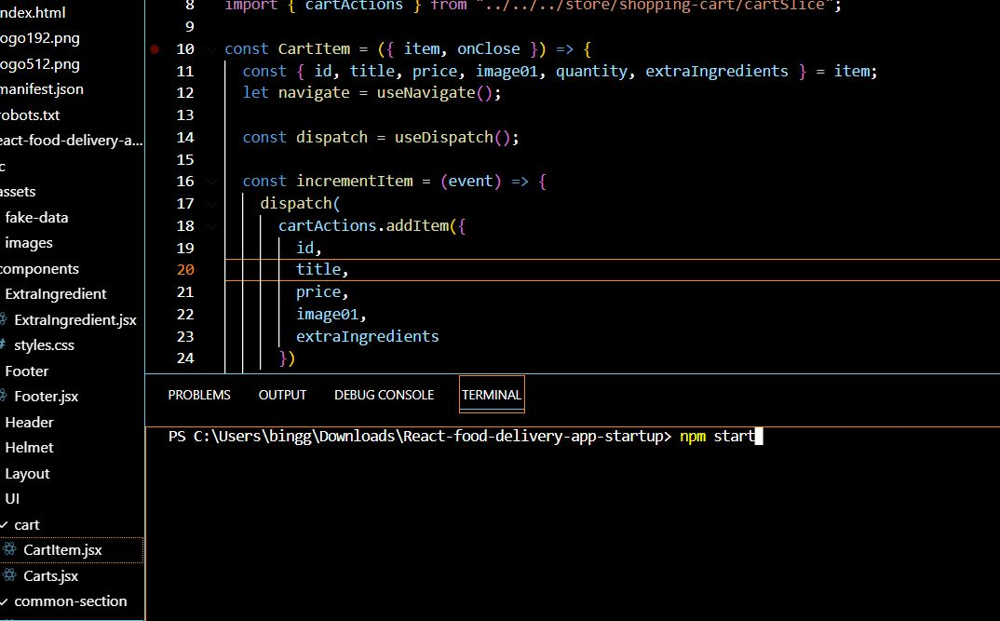 ndex.html
ogo192.png
ogo512.png
manifest.json
obots.txt
eact-food-delivery-a...
c
assets
fake-data
images
components
ExtraIngredient
ExtraIngredient.jsx
# styles.css
Footer
Footer.jsx
Header
Helmet
Layout
UI
cart
CartItem.jsx
Carts.jsx
common-section
8 import { cartActions } from "../../../store/shopping-cart/cartSlice";
9
10 const CartItem = ({ item, onClose }) => {
11 const { id, title, price, image01, quantity, extraIngredients } = item;
12 let navigate = useNavigate();
13
14 const dispatch = useDispatch();
15
16 const incrementItem = (event) => {
17 dispatch(
18 cartActions.addItem({
19 id,
20 title,
21 price,
22 image01,
23 extraIngredients
24 })
PROBLEMS OUTPUT DEBUG CONSOLE TERMINAL
PS C:\Users\bingg\Downloads\React-food-delivery-app-startup> npm start